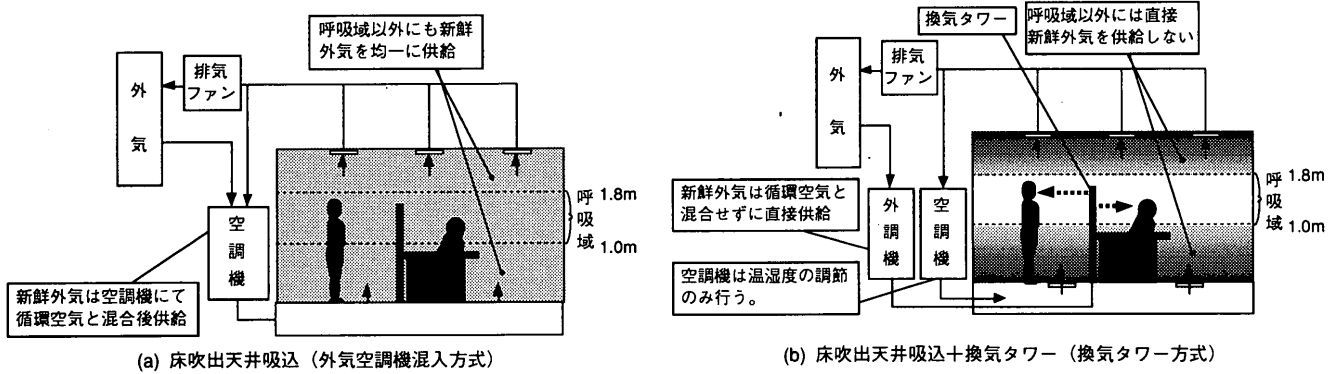 呼吸域以外にも新鮮
外気を均一に供給
外気
排気
ファン
空調機
新鮮外気は空調機にて
循環空気と混合後供給
1.8m
呼吸域
1.0m
(a) 床吹出天井吸込（外気空調機混入方式）
換気タワー
呼吸域以外には直接
新鮮外気を供給しない
外気
排気
ファン
新鮮外気は循環空気と
混合せずに直接供給
外調機
空調機
空調機は温湿度の調節
のみ行う。
1.8m
呼吸域
1.0m
(b) 床吹出天井吸込＋換気タワー（換気タワー方式）